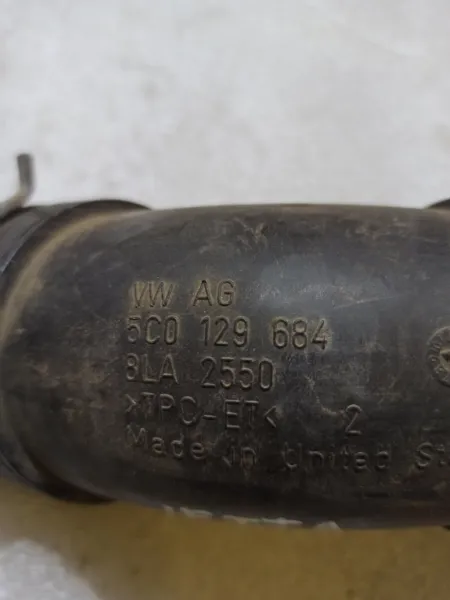 VW AG
5C0 129 684
8LA 2550
>TPC-ET< 2
Made in United St